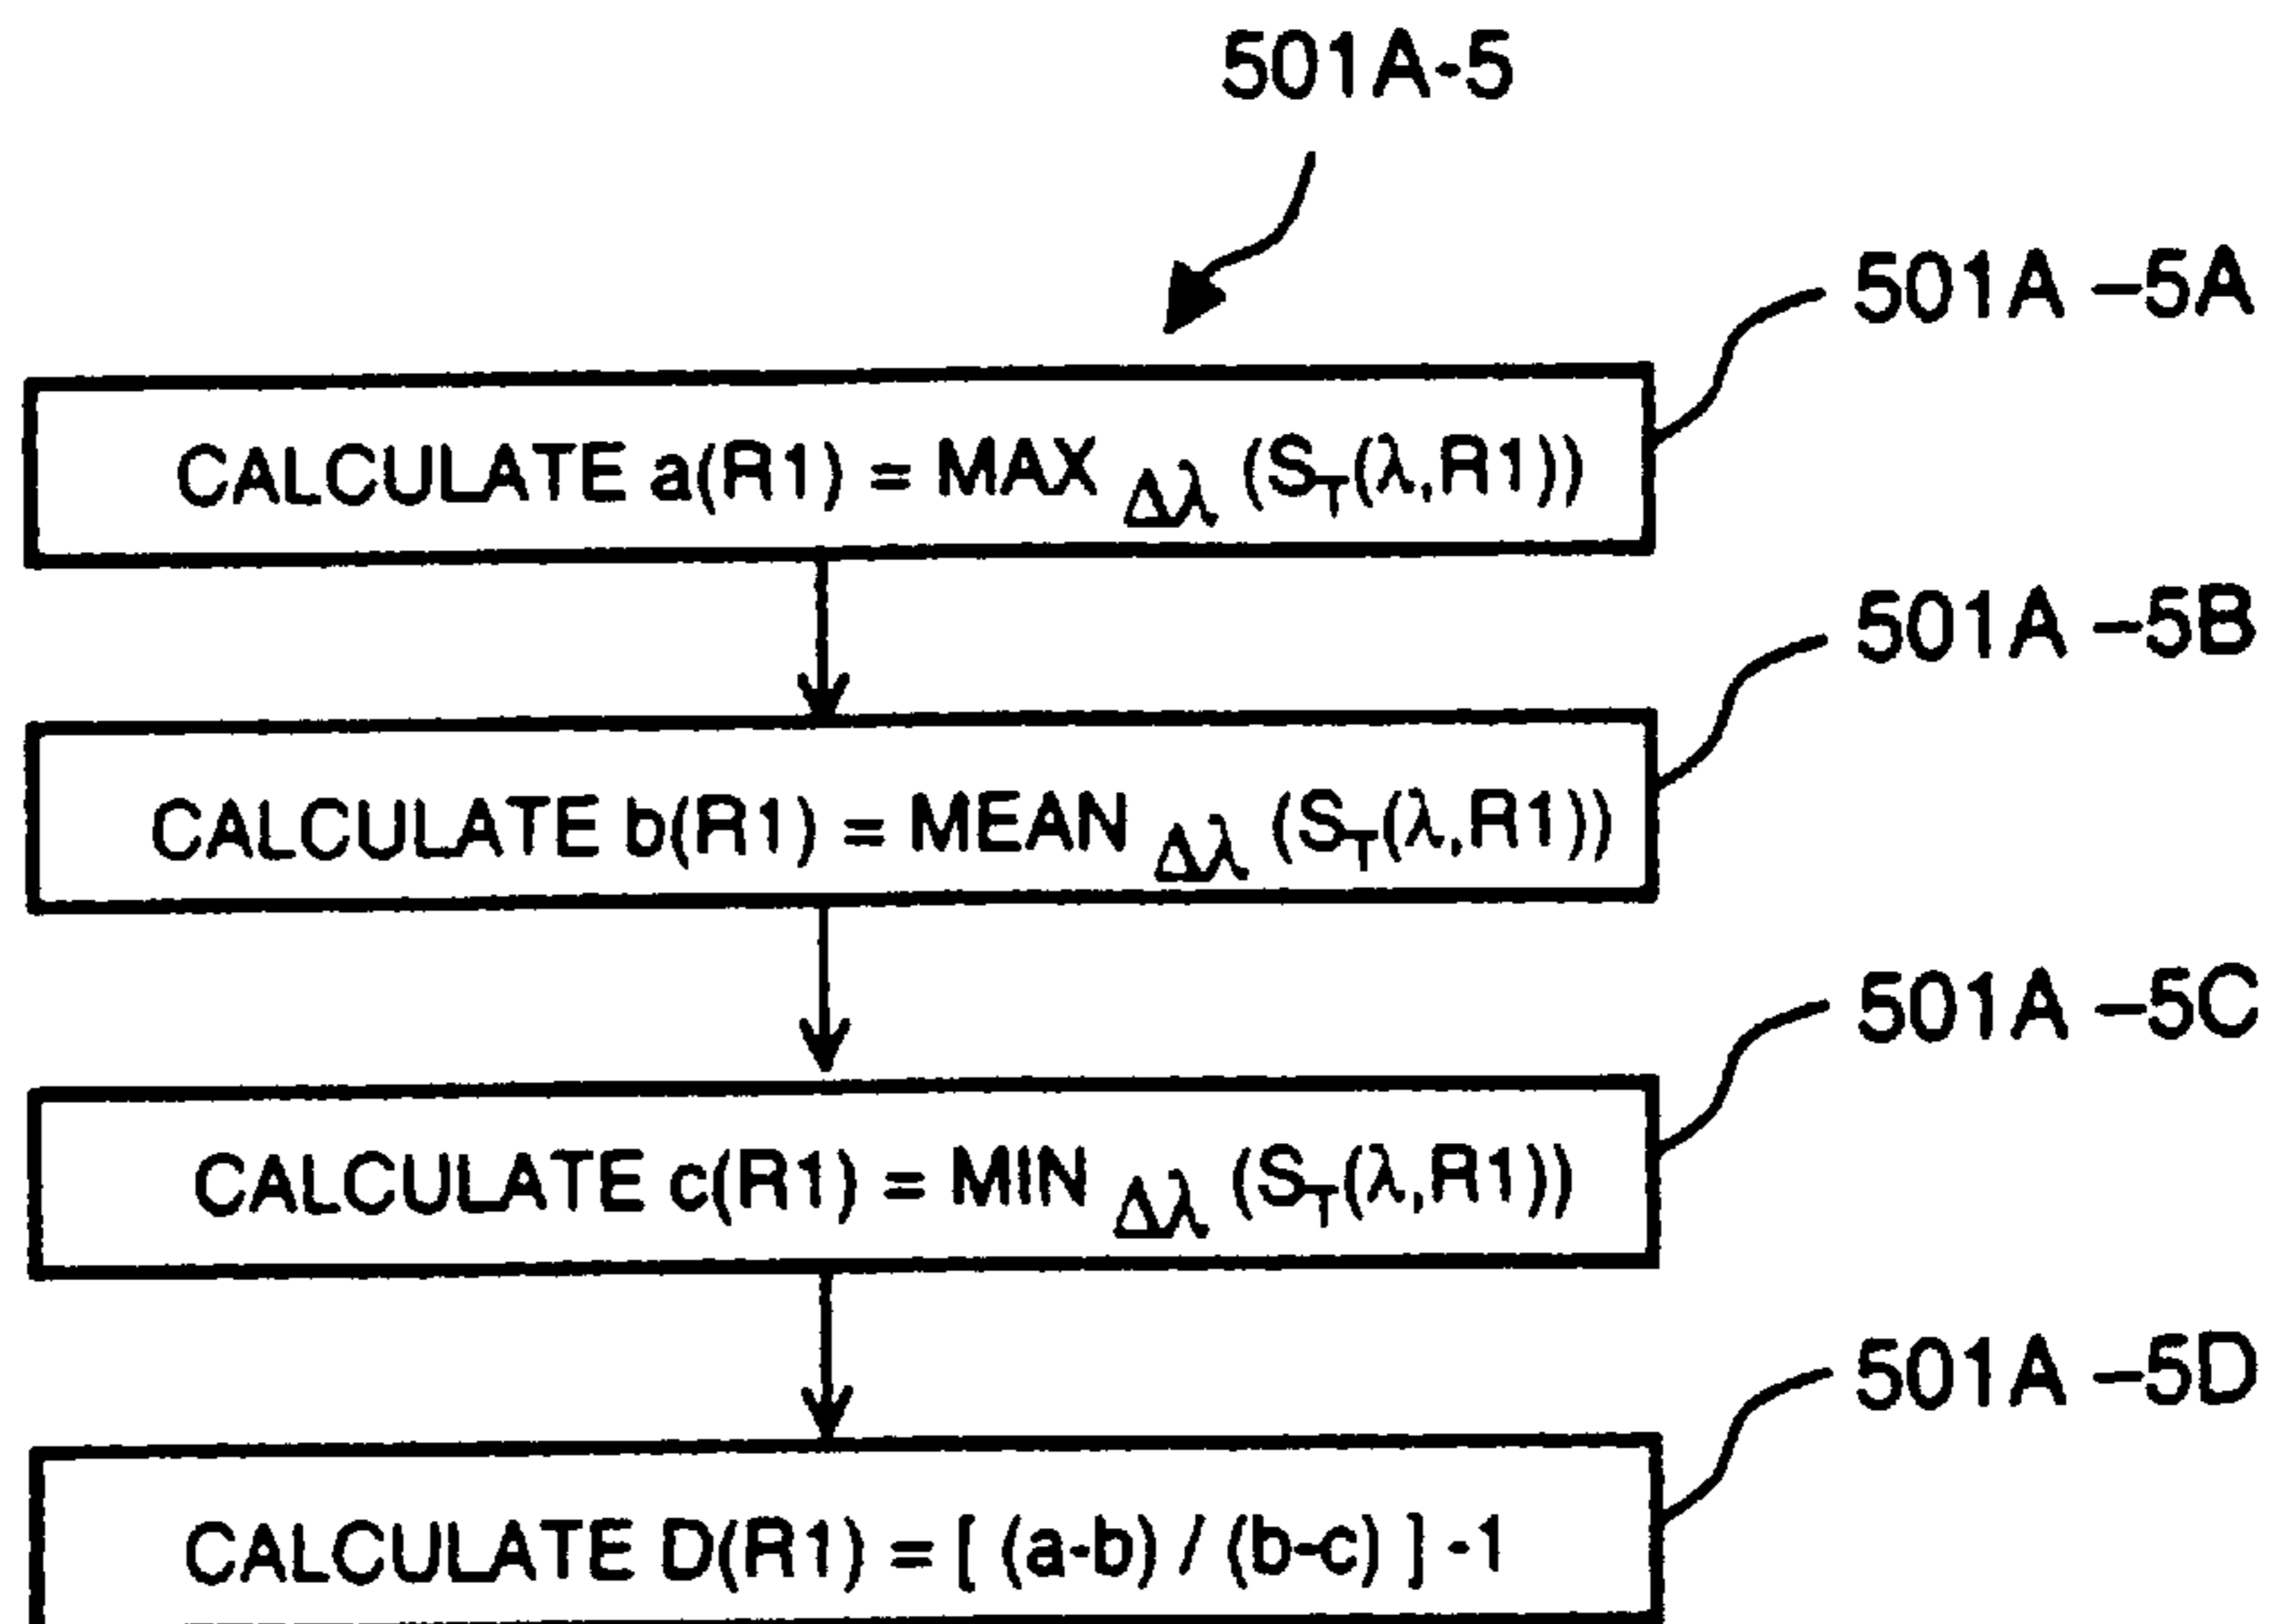 501A-5
501A-5A
CALCULATE a(R1) = MAX Δλ (ST(λ,R1))
501A-5B
CALCULATE b(R1) = MEAN Δλ (ST(λ,R1))
501A-5C
CALCULATE c(R1) = MIN Δλ (ST(λ,R1))
501A-5D
CALCULATE D(R1) = [ (a-b) / (b-c) ] -1